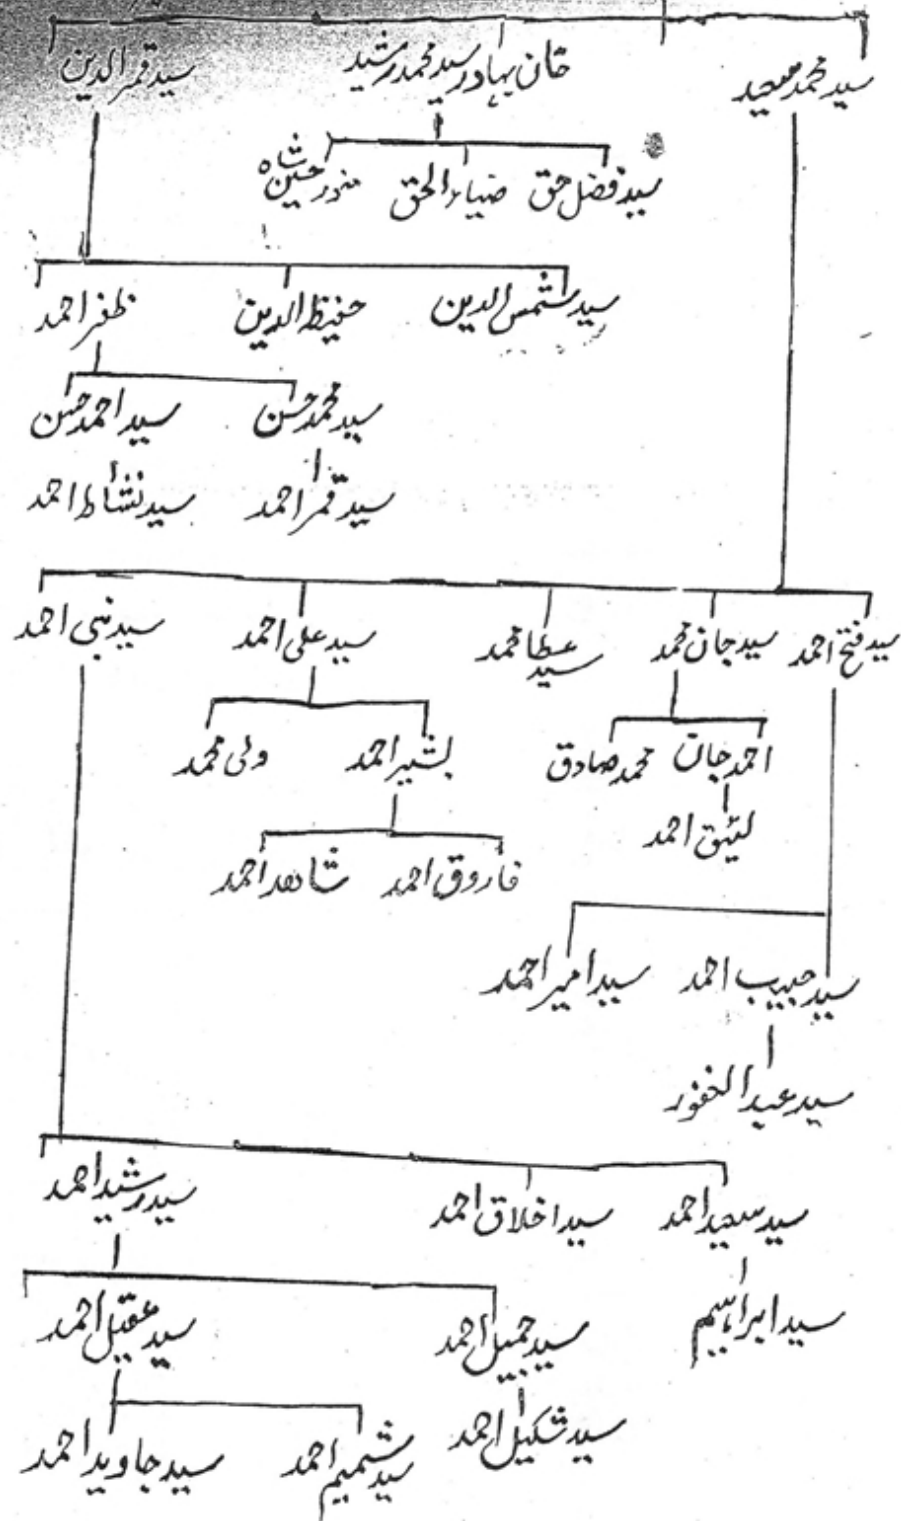 سید محمد سعید خان بہادر سید محمد رشید سید قمر الدین
سید فضل حق ضیاء الحق حسین شاہ
سید شمس الدین حفیظ الدین ظفر احمد
سید محمد حسن سید احمد حسن
سید قمر احمد سید نشاط احمد
سید فتح احمد سید جان محمد سید عطا محمد سید علی احمد سید نبی احمد
احمد جان محمد صادق بشیر احمد ولی محمد
لئیق احمد
فاروق احمد شاھد احمد
سید حبیب احمد سید امیر احمد
سید عبد الغفور
سید سعید احمد سید اخلاق احمد سید رشید احمد
سید ابراہیم سید جمیل احمد سید عقیل احمد
سید شکیل احمد سید شمیم احمد سید جاوید احمد